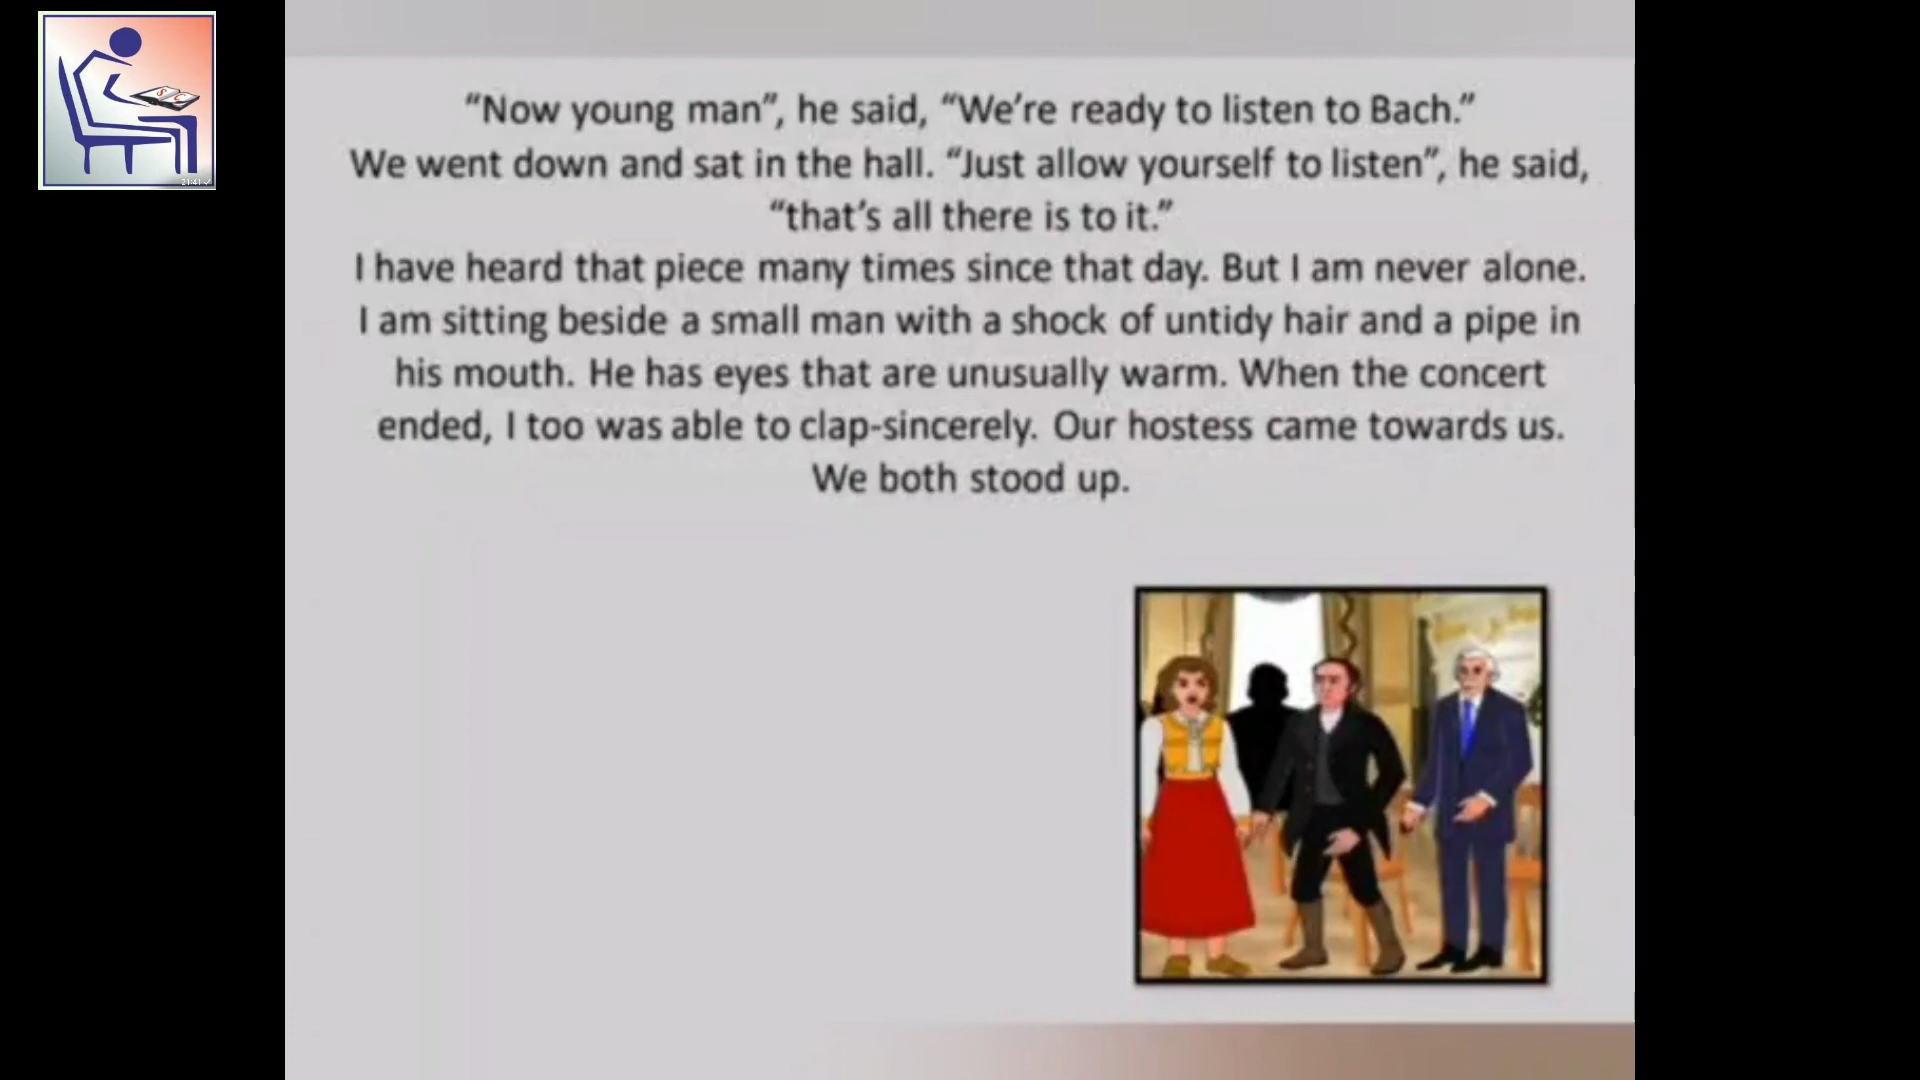 “Now young man”, he said, “We’re ready to listen to Bach.”
We went down and sat in the hall. “Just allow yourself to listen”, he said,
“that’s all there is to it.”
I have heard that piece many times since that day. But I am never alone.
I am sitting beside a small man with a shock of untidy hair and a pipe in
his mouth. He has eyes that are unusually warm. When the concert
ended, I too was able to clap-sincerely. Our hostess came towards us.
We both stood up.